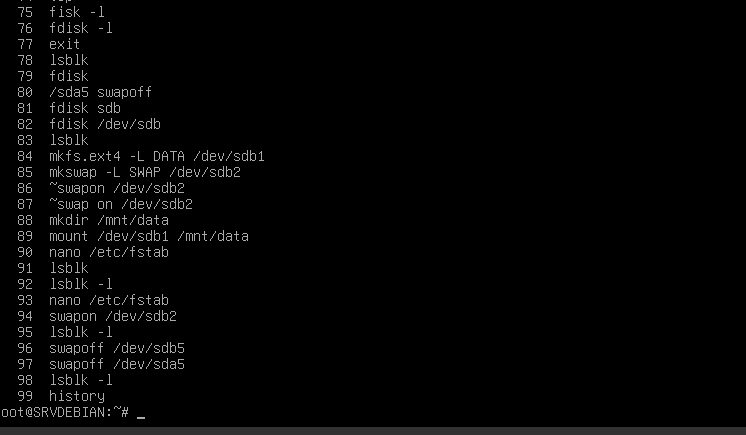 75 fisk -l
76 fdisk -l
77 exit
78 lsblk
79 fdisk
80 /sda5 swapoff
81 fdisk sdb
82 fdisk /dev/sdb
83 lsblk
84 mkfs.ext4 -L DATA /dev/sdb1
85 mkswap -L SWAP /dev/sdb2
86 ~swapon /dev/sdb2
87 ~swap on /dev/sdb2
88 mkdir /mnt/data
89 mount /dev/sdb1 /mnt/data
90 nano /etc/fstab
91 lsblk
92 lsblk -l
93 nano /etc/fstab
94 swapon /dev/sdb2
95 lsblk -l
96 swapoff /dev/sdb5
97 swapoff /dev/sda5
98 lsblk -l
99 history
oot@SRVDEBIAN:~# _